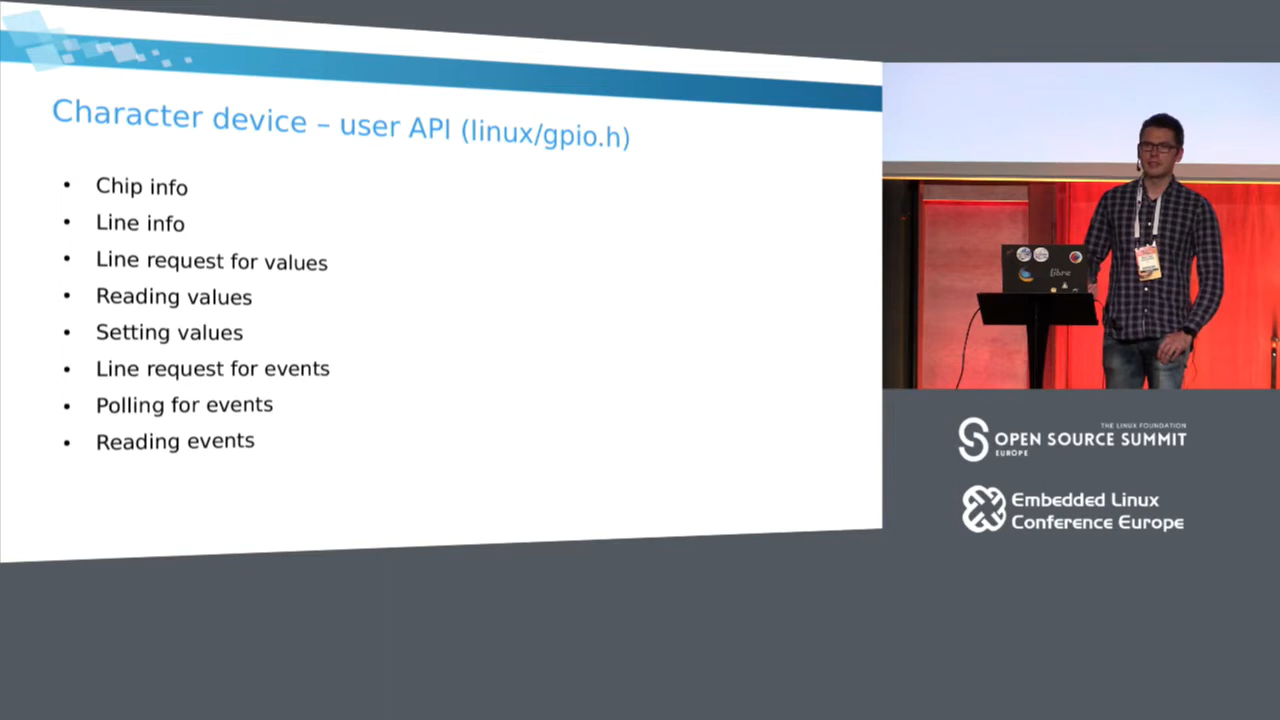 Character device – user API (linux/gpio.h)
• Chip info
• Line info
• Line request for values
• Reading values
• Setting values
• Line request for events
• Polling for events
• Reading events
libre
THE LINUX FOUNDATION
OPEN SOURCE SUMMIT
EUROPE
Embedded Linux
Conference Europe